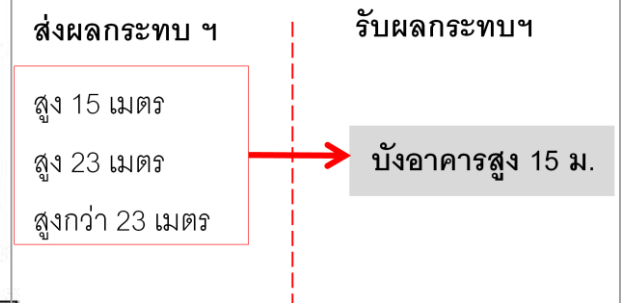 ส่งผลกระทบ ฯ
รับผลกระทบฯ
สูง 15 เมตร
สูง 23 เมตร
สูงกว่า 23 เมตร
บังอาคารสูง 15 ม.